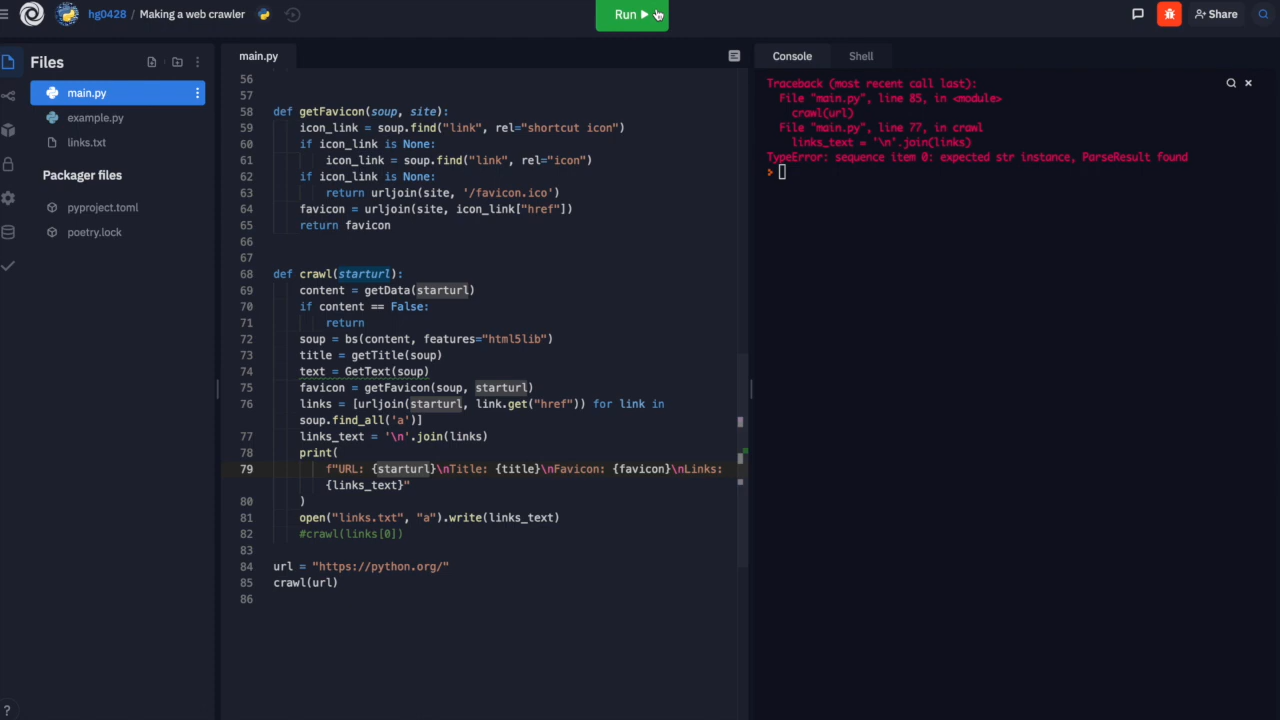 hg0428 / Making a web crawler
Run
Share
Files
main.py
example.py
links.txt
Packager files
pyproject.toml
poetry.lock
main.py
56
57
58 def getFavicon(soup, site):
59 icon_link = soup.find("link", rel="shortcut icon")
60 if icon_link is None:
61 icon_link = soup.find("link", rel="icon")
62 if icon_link is None:
63 return urljoin(site, '/favicon.ico')
64 favicon = urljoin(site, icon_link["href"])
65 return favicon
66
67
68 def crawl(starturl):
69 content = getData(starturl)
70 if content == False:
71 return
72 soup = bs(content, features="html5lib")
73 title = getTitle(soup)
74 text = GetText(soup)
75 favicon = getFavicon(soup, starturl)
76 links = [urljoin(starturl, link.get("href")) for link in
soup.find_all('a')]
77 links_text = '\n'.join(links)
78 print(
79 f"URL: {starturl}\nTitle: {title}\nFavicon: {favicon}\nLinks:
{links_text}"
80 )
81 open("links.txt", "a").write(links_text)
82 #crawl(links[0])
83
84 url = "https://python.org/"
85 crawl(url)
86
Console
Shell
Traceback (most recent call last):
File "main.py", line 85, in <module>
crawl(url)
File "main.py", line 77, in crawl
links_text = '\n'.join(links)
TypeError: sequence item 0: expected str instance, ParseResult found
>
?